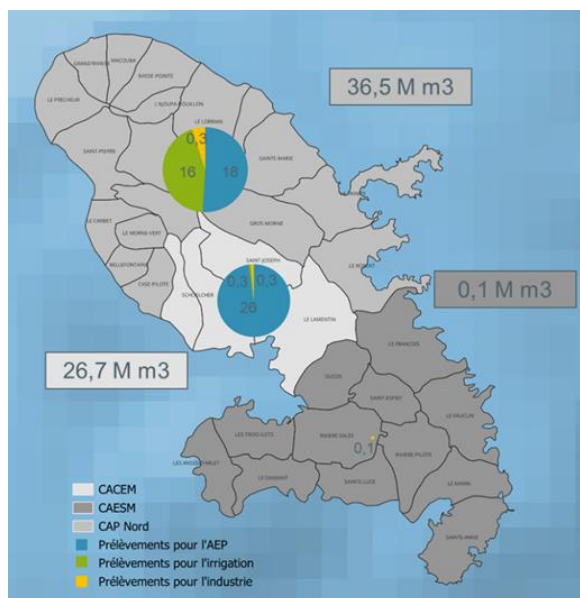 MACOUBA
GRAND'RIVIERE
BASSE-POINTE
LE PRECHEUR
L'AJOUPA-BOUILLON
36,5 M m3
LE LORRAIN
0,3
SAINT-PIERRE
SAINTE-MARIE
16
18
LE CARBET
GROS-MORNE
LE MORNE-VERT
SAINT-JOSEPH
LE ROBERT
BELLEFONTAINE
0,3
0,3
CASE-PILOTE
SCHOELCHER
26
0,1 M m3
LE LAMENTIN
LE FRANCOIS
26,7 M m3
DUCOS
SAINT-ESPRIT
LE VAUCLIN
LES TROIS-ILETS
RIVIERE-SALEE
0,1
RIVIERE-PILOTE
LES ANSES-D'ARLET
LE DIAMANT
SAINTE-LUCE
LE MARIN
SAINTE-ANNE
CACEM
CAESM
CAP Nord
Prélèvements pour l'AEP
Prélèvements pour l'irrigation
Prélèvements pour l'industrie